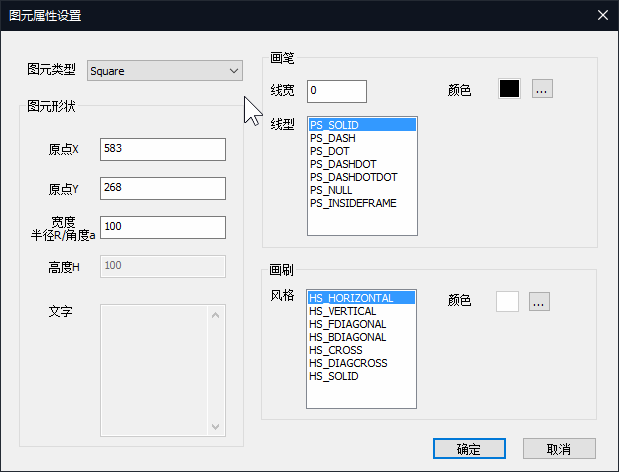 图元属性设置
图元类型
Square
图元形状
原点X
583
原点Y
268
宽度
半径R/角度a
100
高度H
100
文字
画笔
线宽
0
颜色
...
线型
PS_SOLID
PS_DASH
PS_DOT
PS_DASHDOT
PS_DASHDOTDOT
PS_NULL
PS_INSIDEFRAME
画刷
风格
HS_HORIZONTAL
HS_VERTICAL
HS_FDIAGONAL
HS_BDIAGONAL
HS_CROSS
HS_DIAGCROSS
HS_SOLID
颜色
...
确定
取消